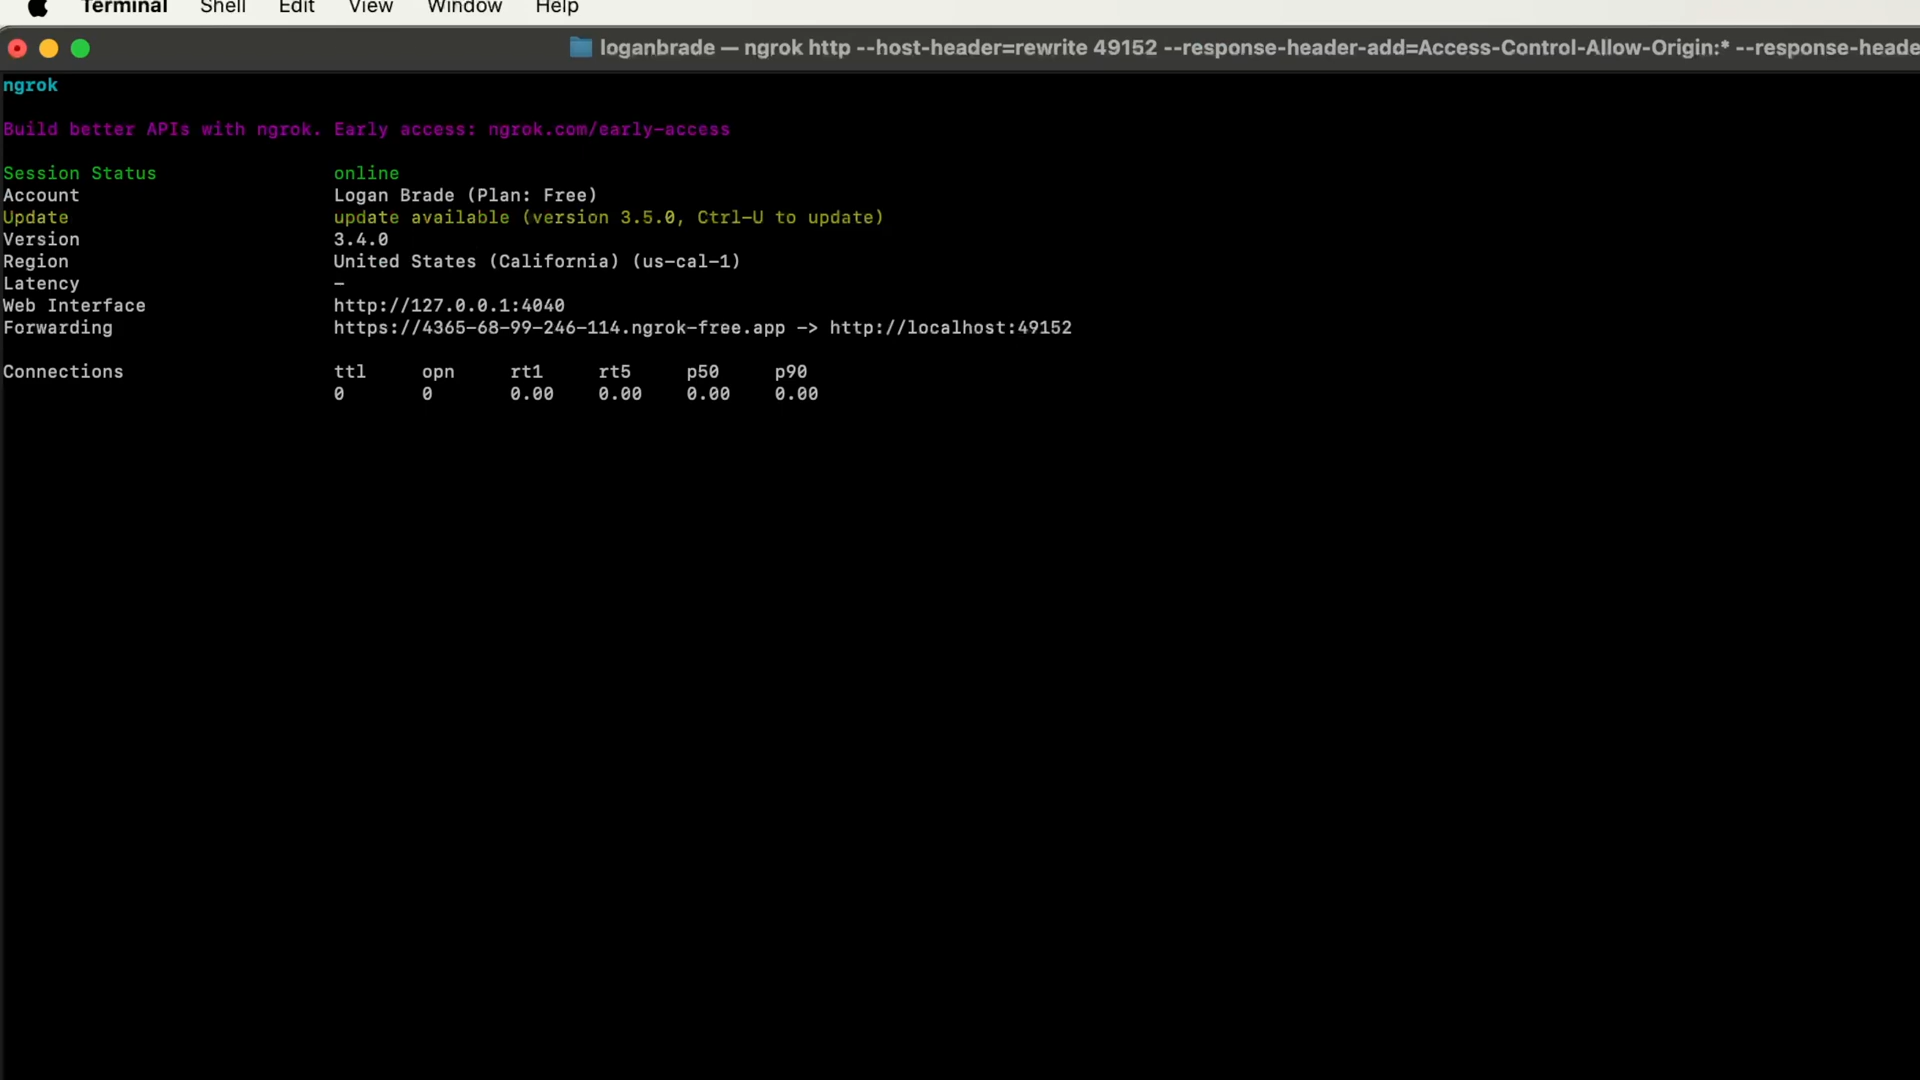 Terminal Shell Edit View Window Help
loganbrade — ngrok http --host-header=rewrite 49152 --response-header-add=Access-Control-Allow-Origin:* --response-heade
ngrok
Build better APIs with ngrok. Early access: ngrok.com/early-access
Session Status online
Account Logan Brade (Plan: Free)
Update update available (version 3.5.0, Ctrl-U to update)
Version 3.4.0
Region United States (California) (us-cal-1)
Latency –
Web Interface http://127.0.0.1:4040
Forwarding https://4365-68-99-246-114.ngrok-free.app -> http://localhost:49152
Connections ttl opn rt1 rt5 p50 p90
0 0 0.00 0.00 0.00 0.00